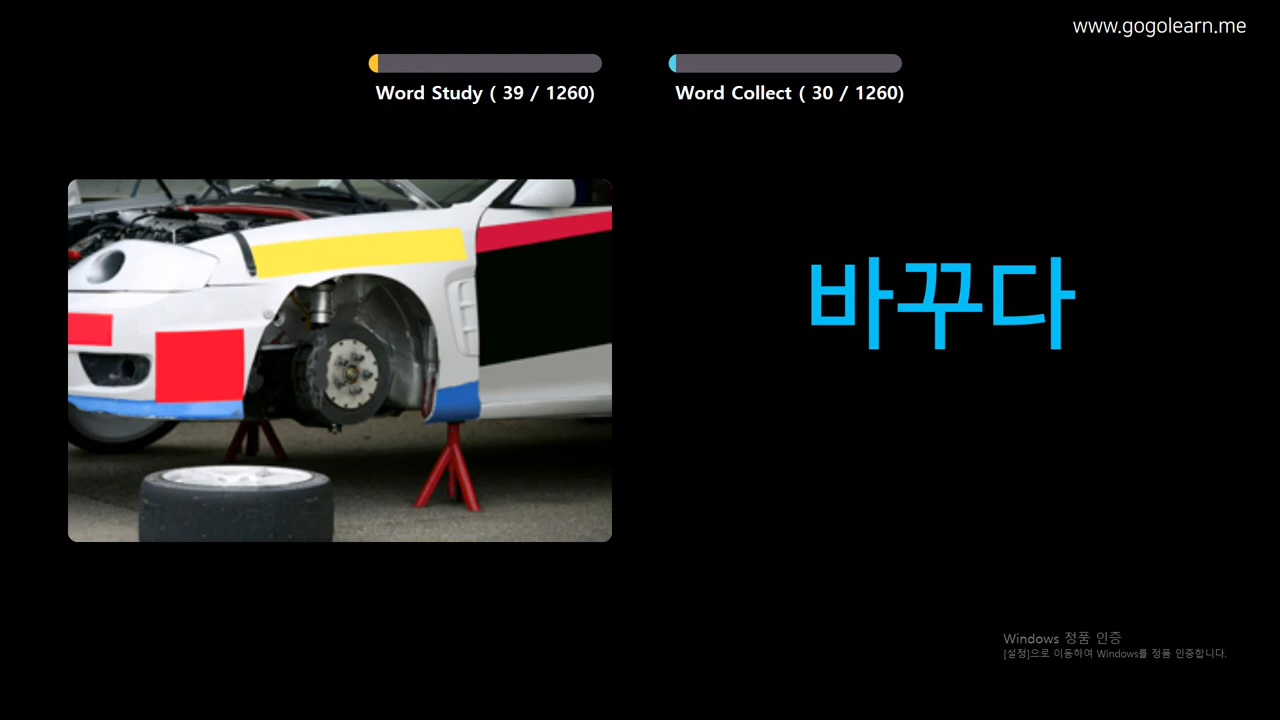 www.gogolearn.me
Word Study ( 39 / 1260)
Word Collect ( 30 / 1260)
바꾸다
Windows 정품 인증
[설정]으로 이동하여 Windows를 정품 인증합니다.